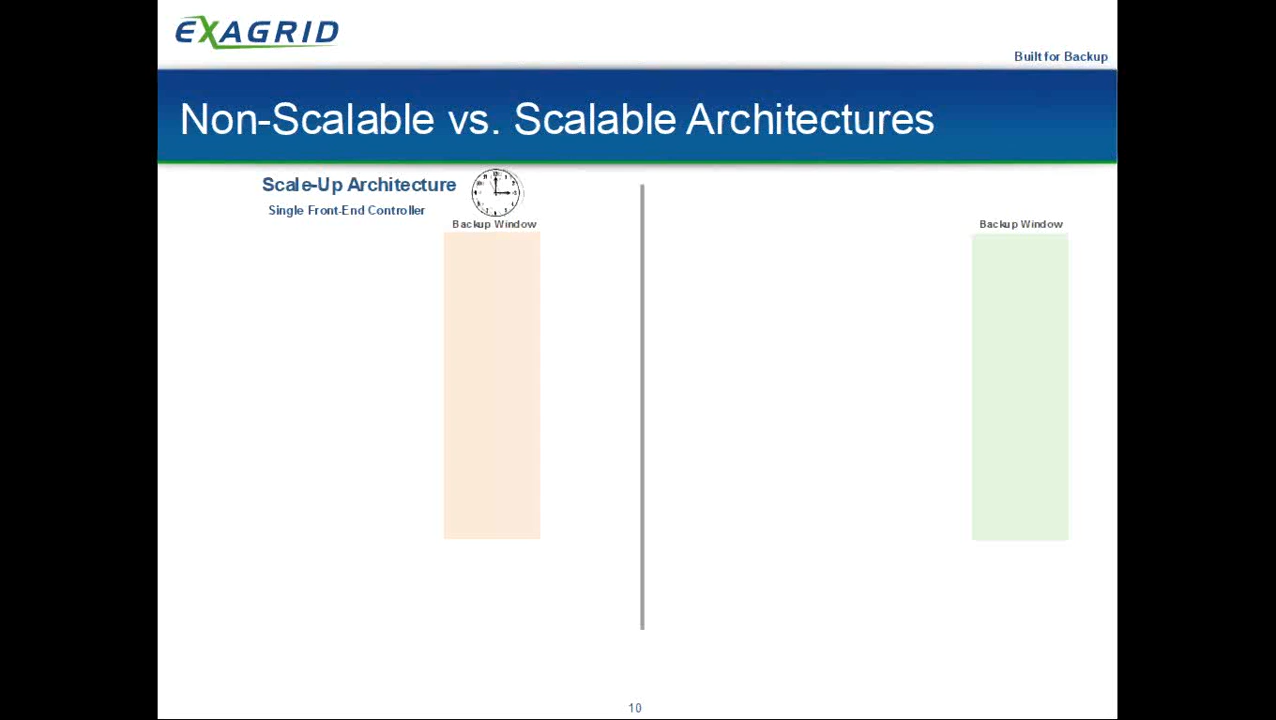 EXAGRID
Built for Backup
Non-Scalable vs. Scalable Architectures
Scale-Up Architecture
Single Front-End Controller
Backup Window
Backup Window
10